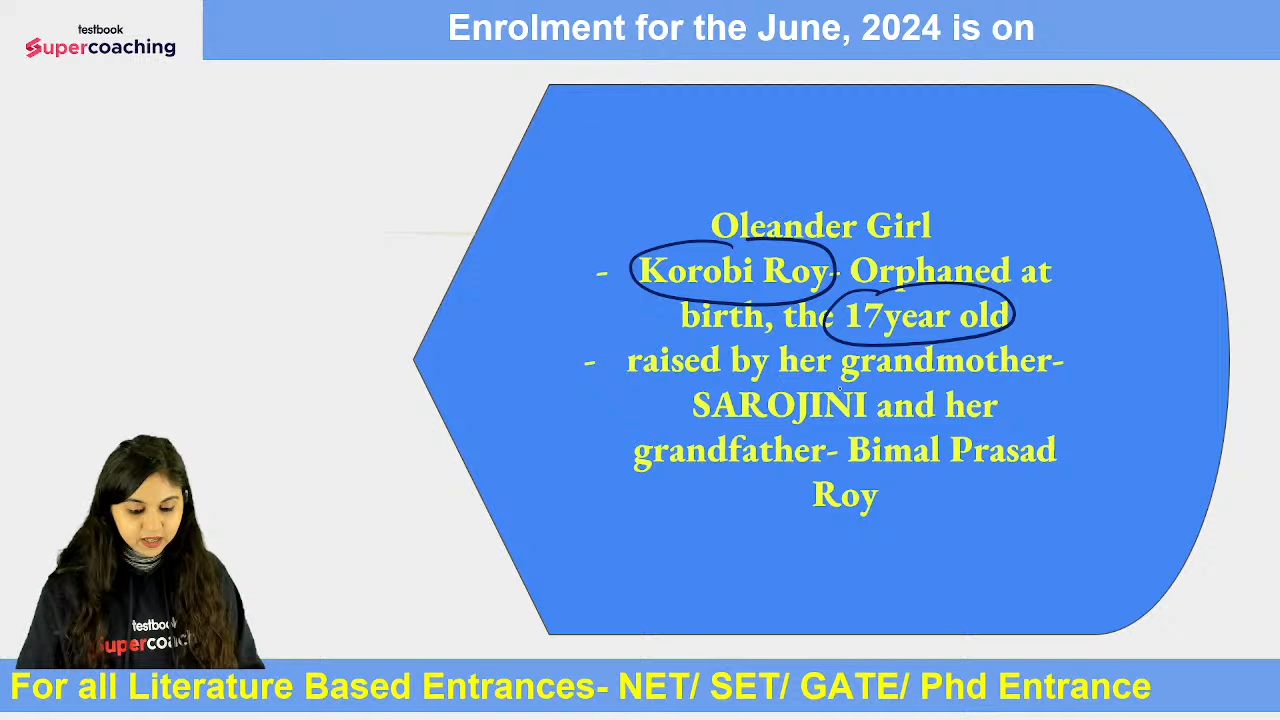 testbook
Supercoaching
Enrolment for the June, 2024 is on
Oleander Girl
- Korobi Roy- Orphaned at
birth, the 17year old
- raised by her grandmother-
SAROJINI and her
grandfather- Bimal Prasad
Roy
testbook
Supercoac
For all Literature Based Entrances- NET/ SET/ GATE/ Phd Entrance